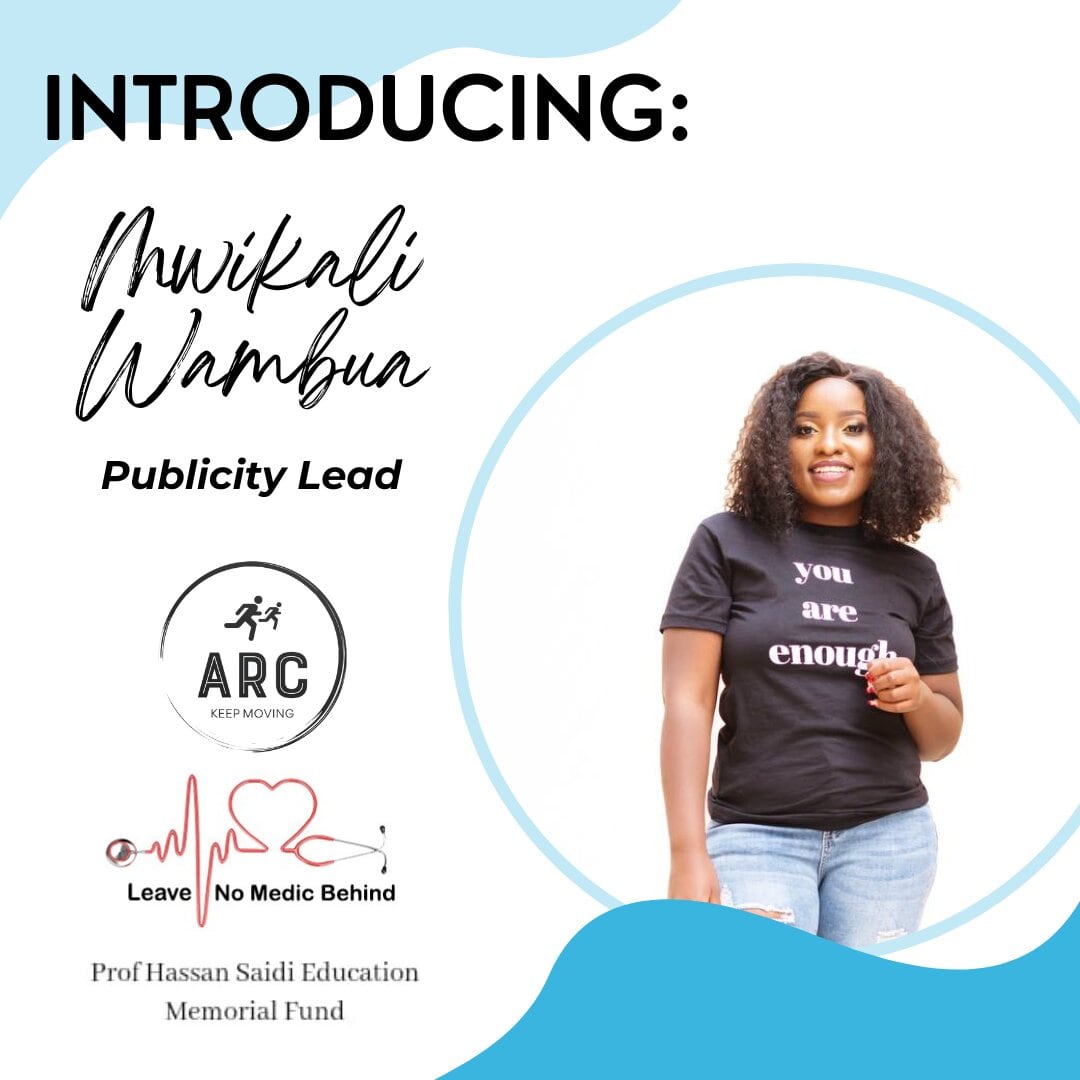 INTRODUCING:
Mwikali
Wambua
Publicity Lead
ARC
KEEP MOVING
Leave No Medic Behind
Prof Hassan Saidi Education
Memorial Fund
you
are
enough